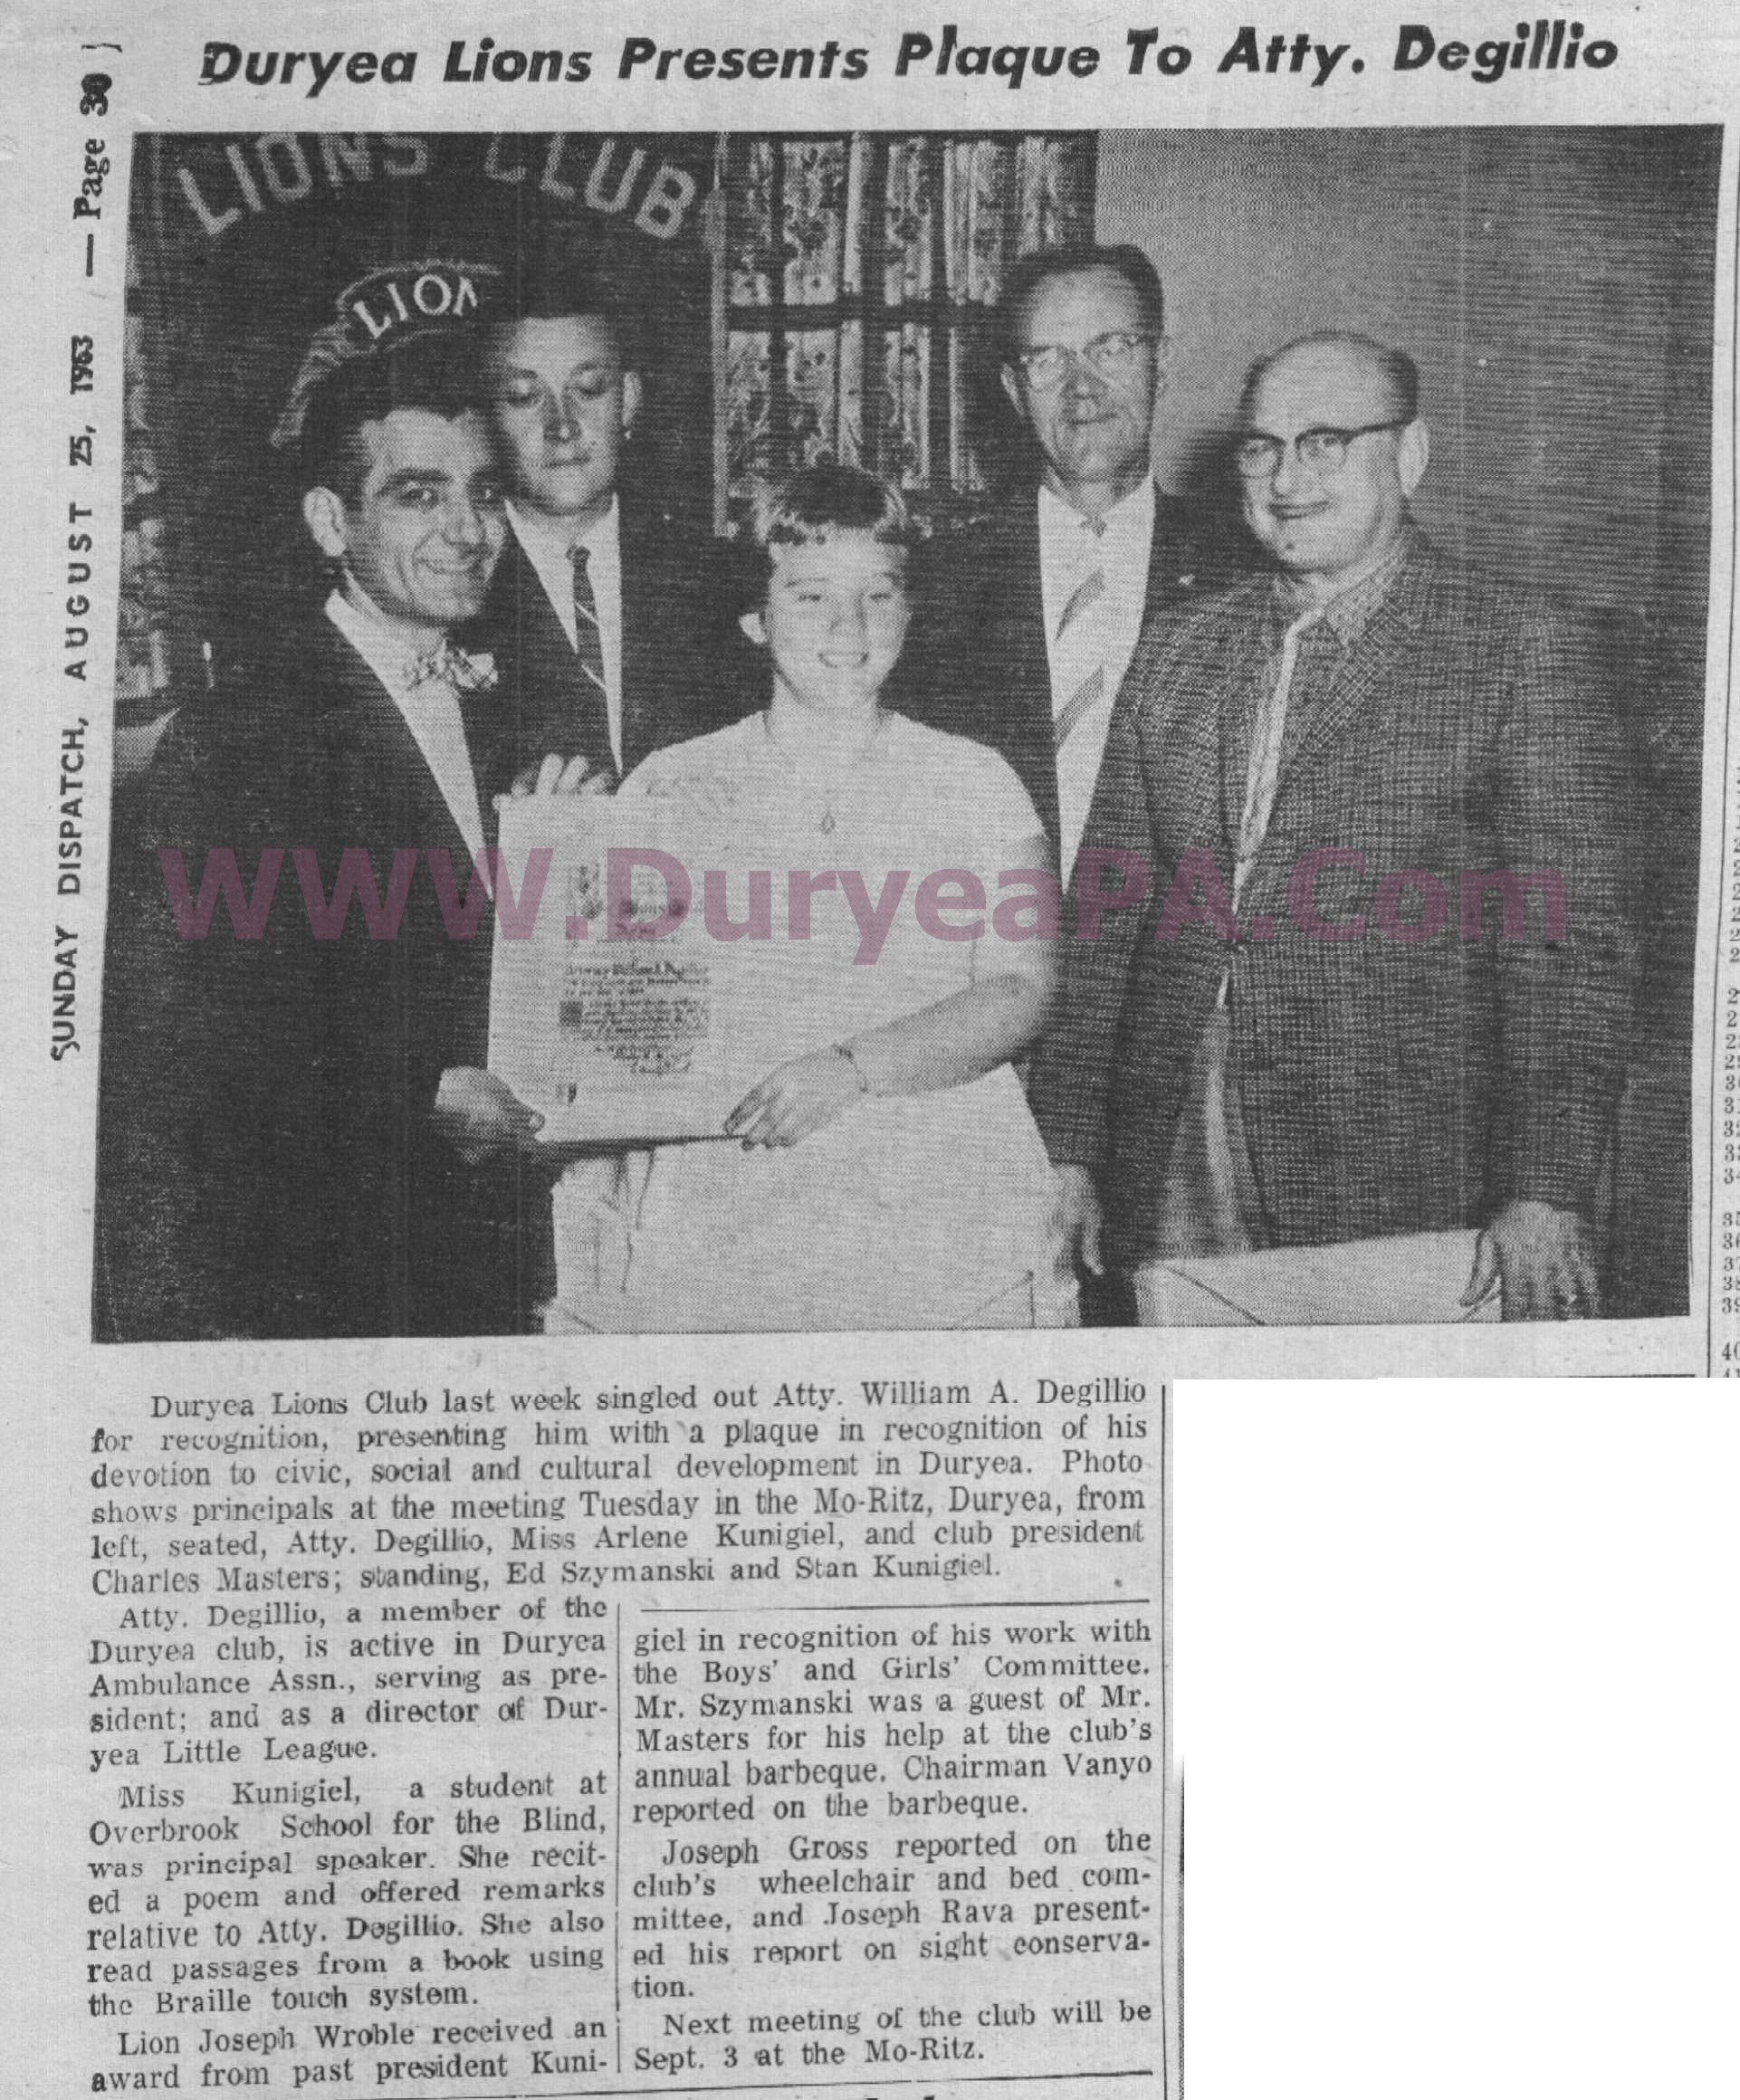 Duryea Lions Presents Plaque To Atty. Degillio
SUNDAY DISPATCH, AUGUST 25, 1963 — Page 30
LIONS CLUB
LION
WWW.DuryeaPA.Com
Duryea Lions Club last week singled out Atty. William A. Degillio
for recognition, presenting him with a plaque in recognition of his
devotion to civic, social and cultural development in Duryea. Photo
shows principals at the meeting Tuesday in the Mo-Ritz, Duryea, from
left, seated, Atty. Degillio, Miss Arlene Kunigiel, and club president
Charles Masters; standing, Ed Szymanski and Stan Kunigiel.
Atty. Degillio, a member of the
Duryea club, is active in Duryea
Ambulance Assn., serving as pre-
sident; and as a director of Dur-
yea Little League.
Miss Kunigiel, a student at
Overbrook School for the Blind,
was principal speaker. She recit-
ed a poem and offered remarks
relative to Atty. Degillio. She also
read passages from a book using
the Braille touch system.
Lion Joseph Wroble received an
award from past president Kuni-
giel in recognition of his work with
the Boys' and Girls' Committee.
Mr. Szymanski was a guest of Mr.
Masters for his help at the club's
annual barbeque. Chairman Vanyo
reported on the barbeque.
Joseph Gross reported on the
club's wheelchair and bed com-
mittee, and Joseph Rava present-
ed his report on sight conserva-
tion.
Next meeting of the club will be
Sept. 3 at the Mo-Ritz.